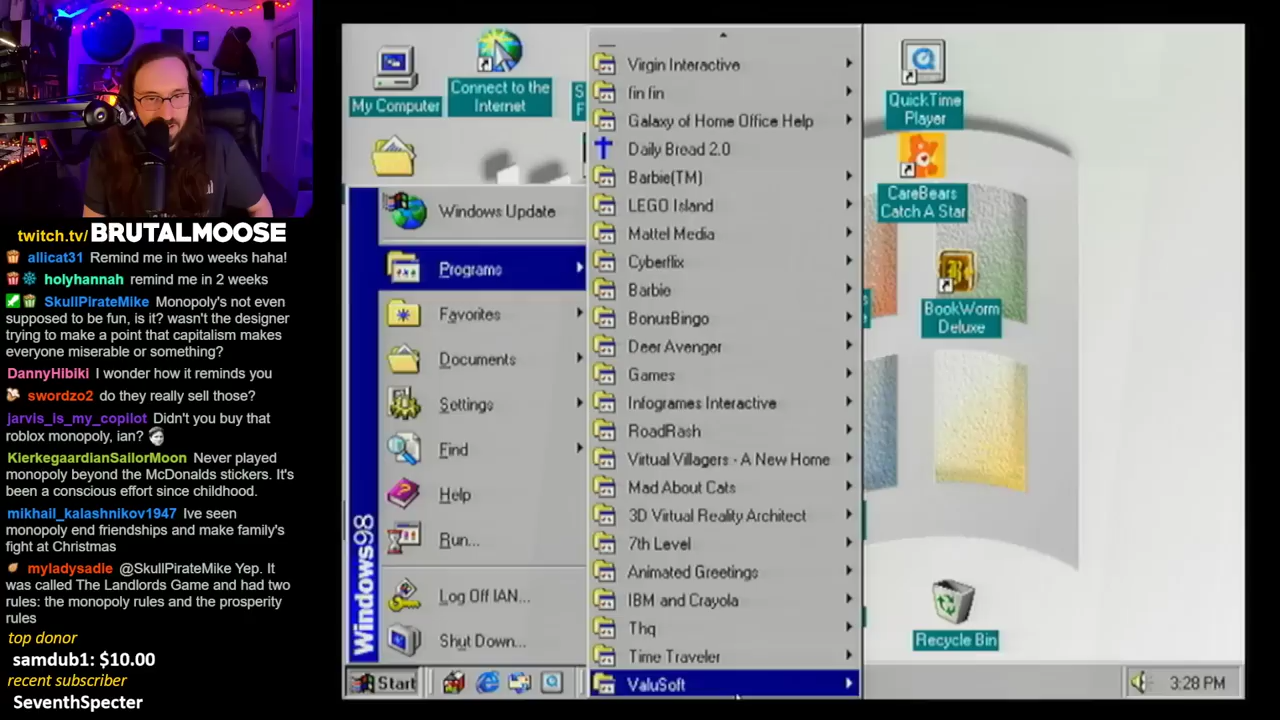 twitch.tv/BRUTALMOOSE
allicat31 Remind me in two weeks haha!
holyhannah remind me in 2 weeks
SkullPirateMike Monopoly's not even
supposed to be fun, is it? wasn't the designer
trying to make a point that capitalism makes
everyone miserable or something?
DannyHibiki I wonder how it reminds you
swordzo2 do they really sell those?
jarvis_is_my_copilot Didn't you buy that
roblox monopoly, ian?
KierkegaardianSailorMoon Never played
monopoly beyond the McDonalds stickers. It's
been a conscious effort since childhood.
mikhail_kalashnikov1947 Ive seen
monopoly end friendships and make family's
fight at Christmas
myladysadie @SkullPirateMike Yep. It
was called The Landlords Game and had two
rules: the monopoly rules and the prosperity
rules
top donor
samdub1: $10.00
recent subscriber
SeventhSpecter
My Computer
Connect to the
Internet
Windows Update
Programs
Favorites
Documents
Settings
Find
Help
Run...
Log Off IAN...
Shut Down...
Windows98
Start
Virgin Interactive
fin fin
Galaxy of Home Office Help
Daily Bread 2.0
Barbie(TM)
LEGO Island
Mattel Media
Cyberflix
Barbie
BonusBingo
Deer Avenger
Games
Infogrames Interactive
RoadRash
Virtual Villagers - A New Home
Mad About Cats
3D Virtual Reality Architect
7th Level
Animated Greetings
IBM and Crayola
Thq
Time Traveler
ValuSoft
QuickTime
Player
CareBears
Catch A Star
BookWorm
Deluxe
Recycle Bin
3:28 PM